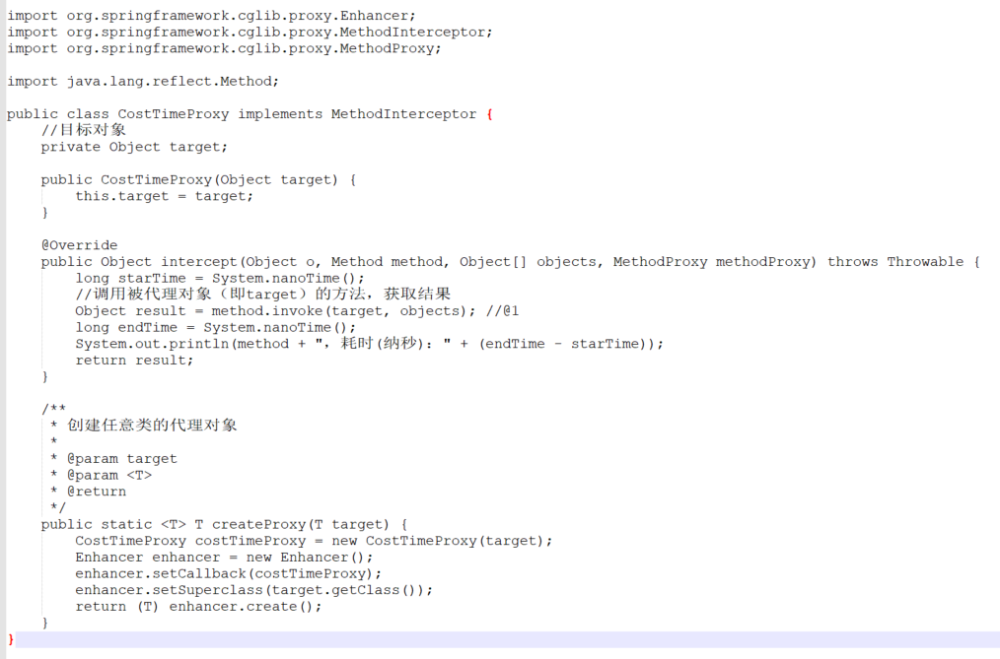 import org.springframework.cglib.proxy.Enhancer;
import org.springframework.cglib.proxy.MethodInterceptor;
import org.springframework.cglib.proxy.MethodProxy;

import java.lang.reflect.Method;

public class CostTimeProxy implements MethodInterceptor {
    //目标对象
    private Object target;

    public CostTimeProxy(Object target) {
        this.target = target;
    }

    @Override
    public Object intercept(Object o, Method method, Object[] objects, MethodProxy methodProxy) throws Throwable {
        long starTime = System.nanoTime();
        //调用被代理对象（即target）的方法，获取结果
        Object result = method.invoke(target, objects); //@1
        long endTime = System.nanoTime();
        System.out.println(method + "，耗时(纳秒)：" + (endTime - starTime));
        return result;
    }

    /**
     * 创建任意类的代理对象
     *
     * @param target
     * @param <T>
     * @return
     */
    public static <T> T createProxy(T target) {
        CostTimeProxy costTimeProxy = new CostTimeProxy(target);
        Enhancer enhancer = new Enhancer();
        enhancer.setCallback(costTimeProxy);
        enhancer.setSuperclass(target.getClass());
        return (T) enhancer.create();
    }
}